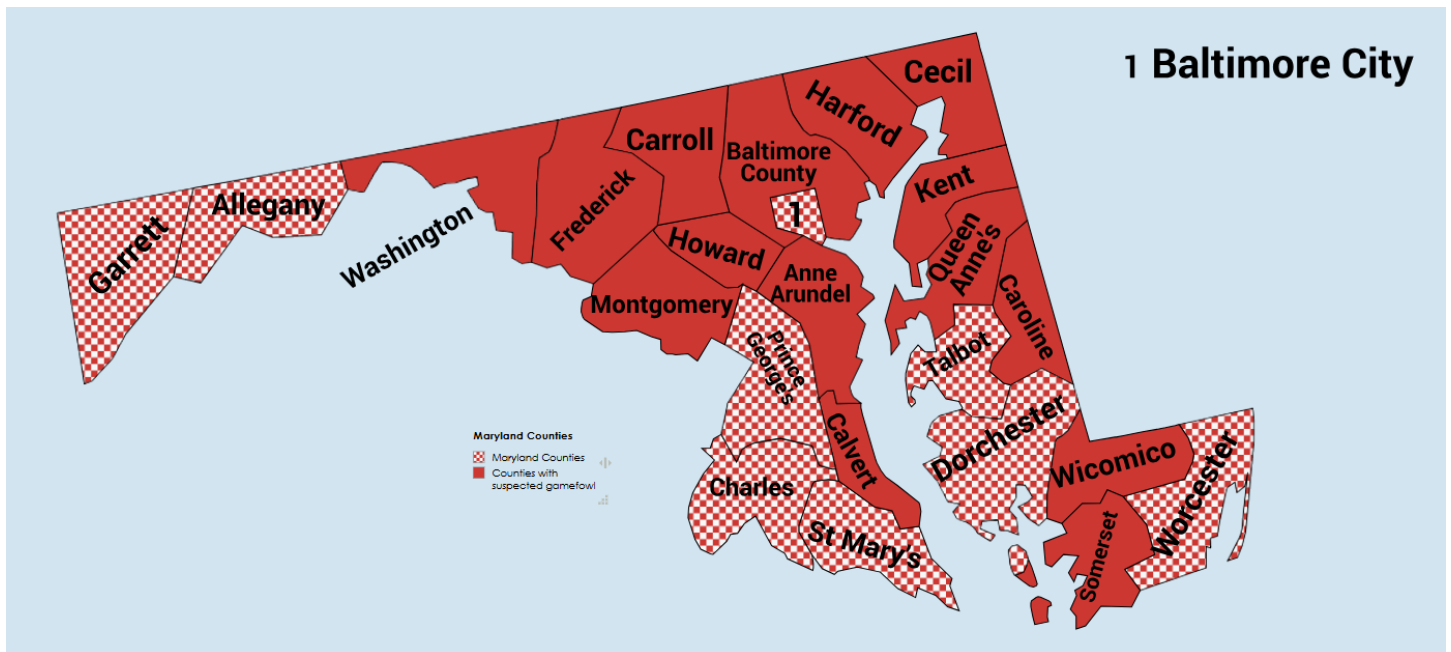 1 Baltimore City
Cecil
Harford
Carroll
Baltimore
County
Kent
Allegany
Frederick
Washington
1
Garrett
Howard
Queen
Anne's
Anne
Arundel
Montgomery
Caroline
Prince
George's
Talbot
Dorchester
Calvert
Maryland Counties
Maryland Counties
Counties with
suspected gamefowl
Wicomico
Worcester
Charles
St Mary's
Somerset